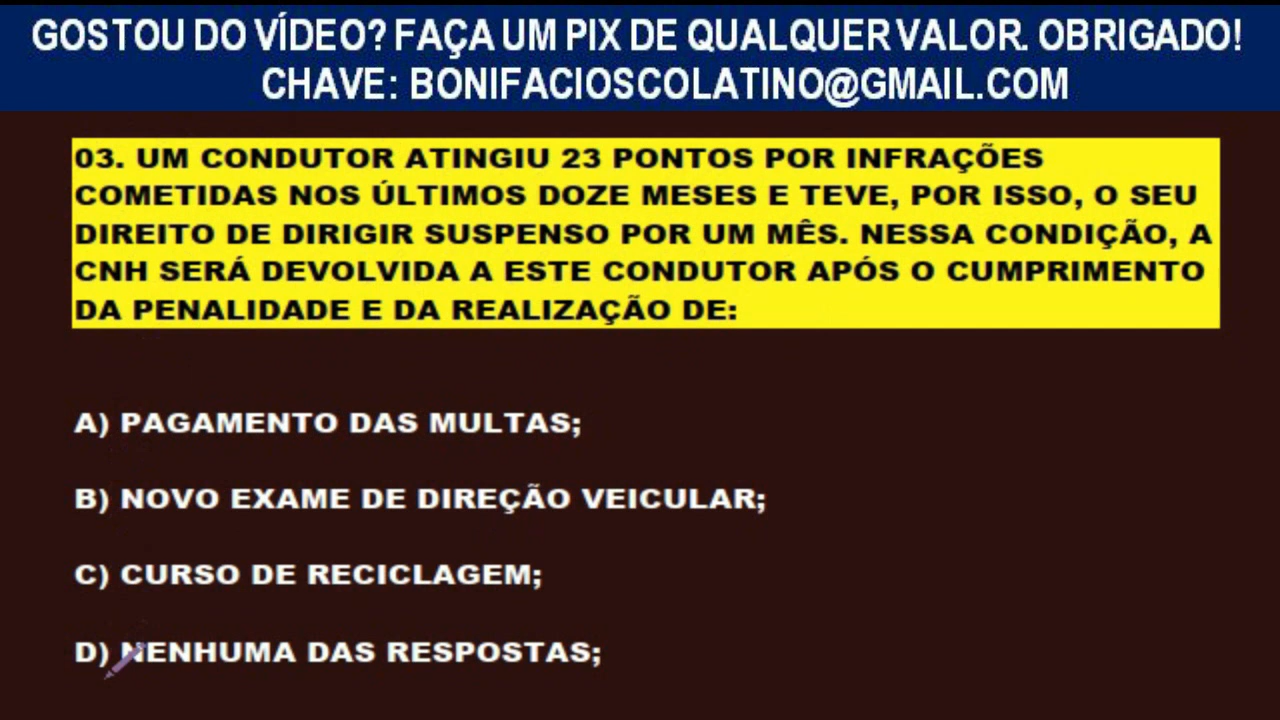 GOSTOU DO VÍDEO? FAÇA UM PIX DE QUALQUER VALOR. OBRIGADO!
CHAVE: BONIFACIOSCOLATINO@GMAIL.COM
03. UM CONDUTOR ATINGIU 23 PONTOS POR INFRAÇÕES
COMETIDAS NOS ÚLTIMOS DOZE MESES E TEVE, POR ISSO, O SEU
DIREITO DE DIRIGIR SUSPENSO POR UM MÊS. NESSA CONDIÇÃO, A
CNH SERÁ DEVOLVIDA A ESTE CONDUTOR APÓS O CUMPRIMENTO
DA PENALIDADE E DA REALIZAÇÃO DE:
A) PAGAMENTO DAS MULTAS;
B) NOVO EXAME DE DIREÇÃO VEICULAR;
C) CURSO DE RECICLAGEM;
D) NENHUMA DAS RESPOSTAS;